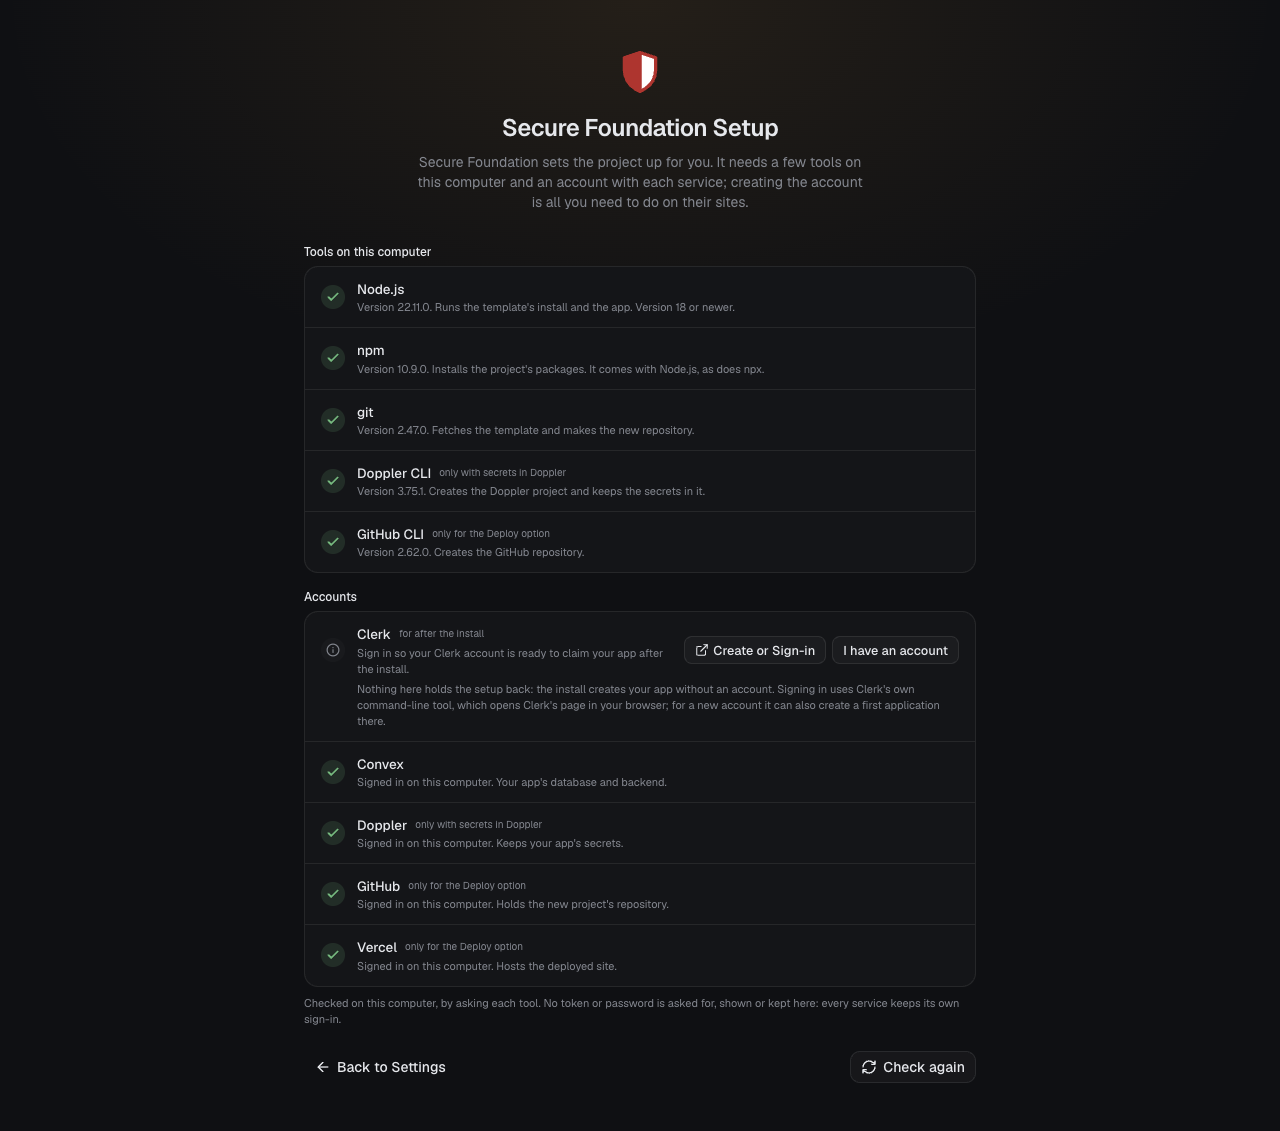 Secure Foundation Setup
Secure Foundation sets the project up for you. It needs a few tools on
this computer and an account with each service; creating the account
is all you need to do on their sites.
Tools on this computer
Node.js
Version 22.11.0. Runs the template's install and the app. Version 18 or newer.
npm
Version 10.9.0. Installs the project's packages. It comes with Node.js, as does npx.
git
Version 2.47.0. Fetches the template and makes the new repository.
Doppler CLI only with secrets in Doppler
Version 3.75.1. Creates the Doppler project and keeps the secrets in it.
GitHub CLI only for the Deploy option
Version 2.62.0. Creates the GitHub repository.
Accounts
Clerk for after the install
Sign in so your Clerk account is ready to claim your app after
the install.
Create or Sign-in
I have an account
Nothing here holds the setup back: the install creates your app without an account. Signing in uses Clerk's own
command-line tool, which opens Clerk's page in your browser; for a new account it can also create a first application
there.
Convex
Signed in on this computer. Your app's database and backend.
Doppler only with secrets in Doppler
Signed in on this computer. Keeps your app's secrets.
GitHub only for the Deploy option
Signed in on this computer. Holds the new project's repository.
Vercel only for the Deploy option
Signed in on this computer. Hosts the deployed site.
Checked on this computer, by asking each tool. No token or password is asked for, shown or kept here: every service keeps its own
sign-in.
Back to Settings
Check again